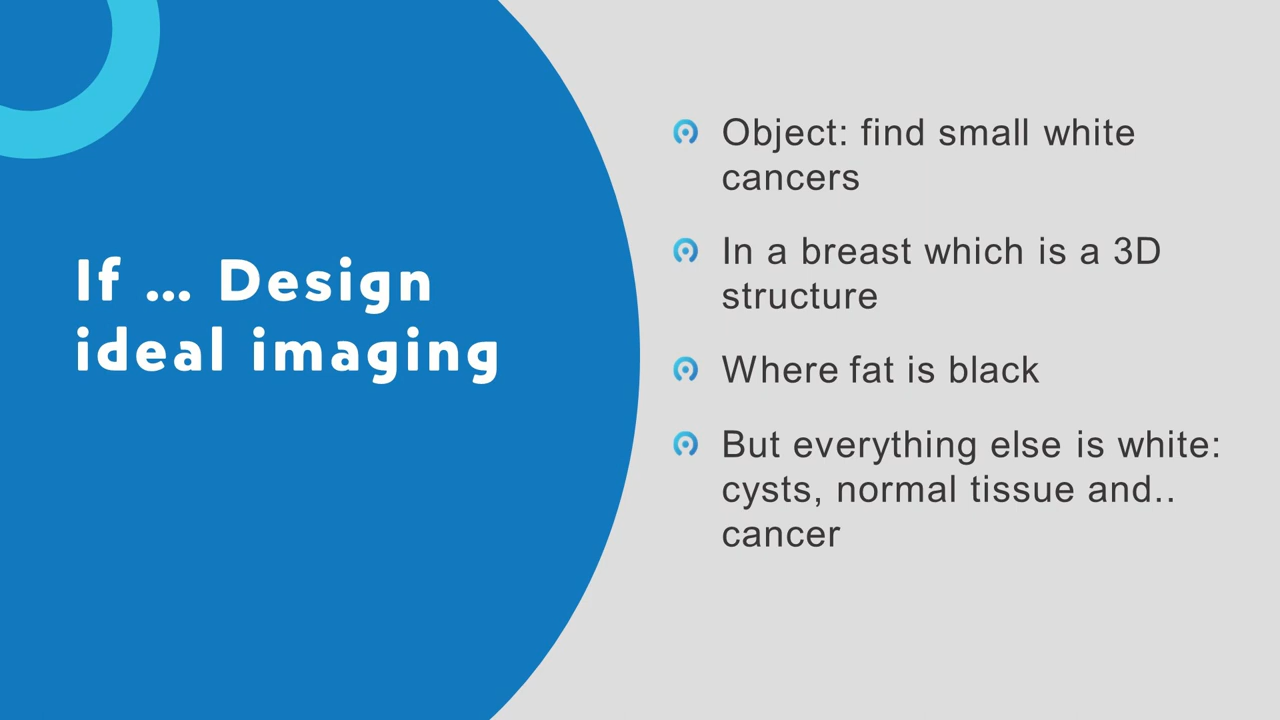 If ... Design
ideal imaging
Object: find small white
cancers
In a breast which is a 3D
structure
Where fat is black
But everything else is white:
cysts, normal tissue and..
cancer